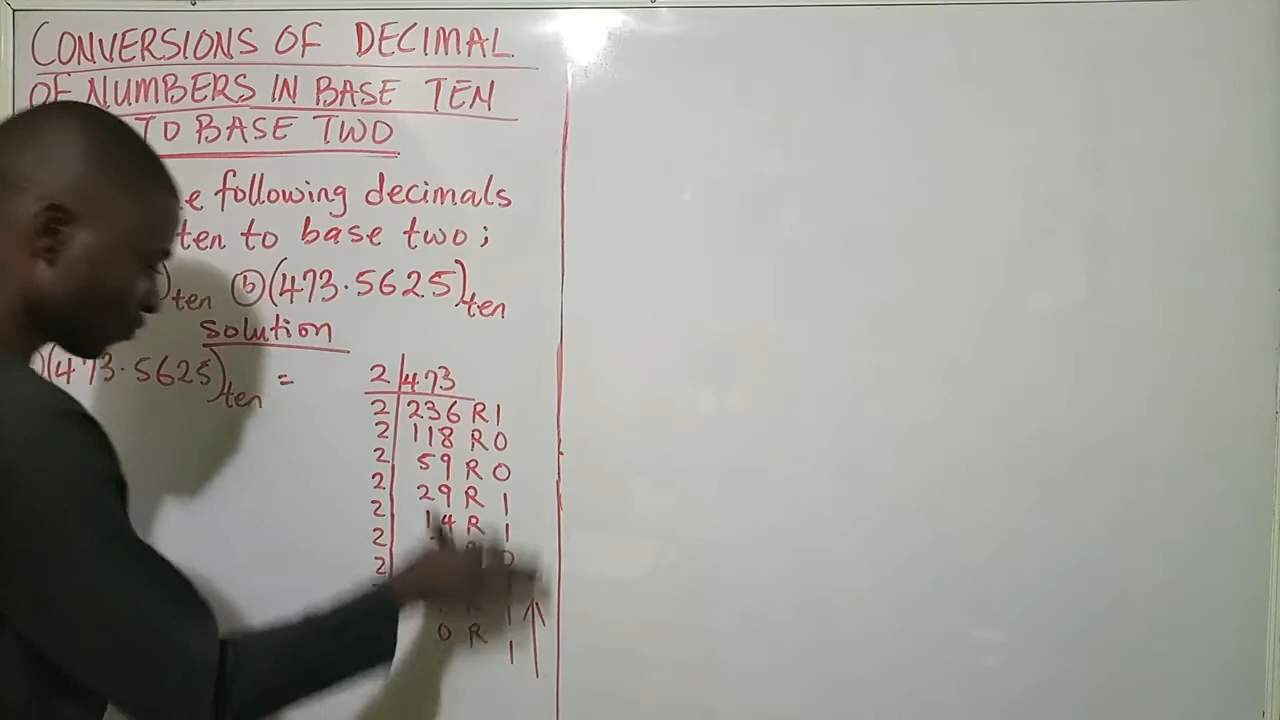 CONVERSIONS OF DECIMAL
OF NUMBERS IN BASE TEN
TO BASE TWO
following decimals
ten to base two;
)ten (b) (473.5625)ten
solution
(473.5625)ten =
2 | 473
2 | 236 R 1
2 | 118 R 0
2 | 59 R 0
2 | 29 R 1
2 | 14 R 1
2
2
R 1
0 R 1